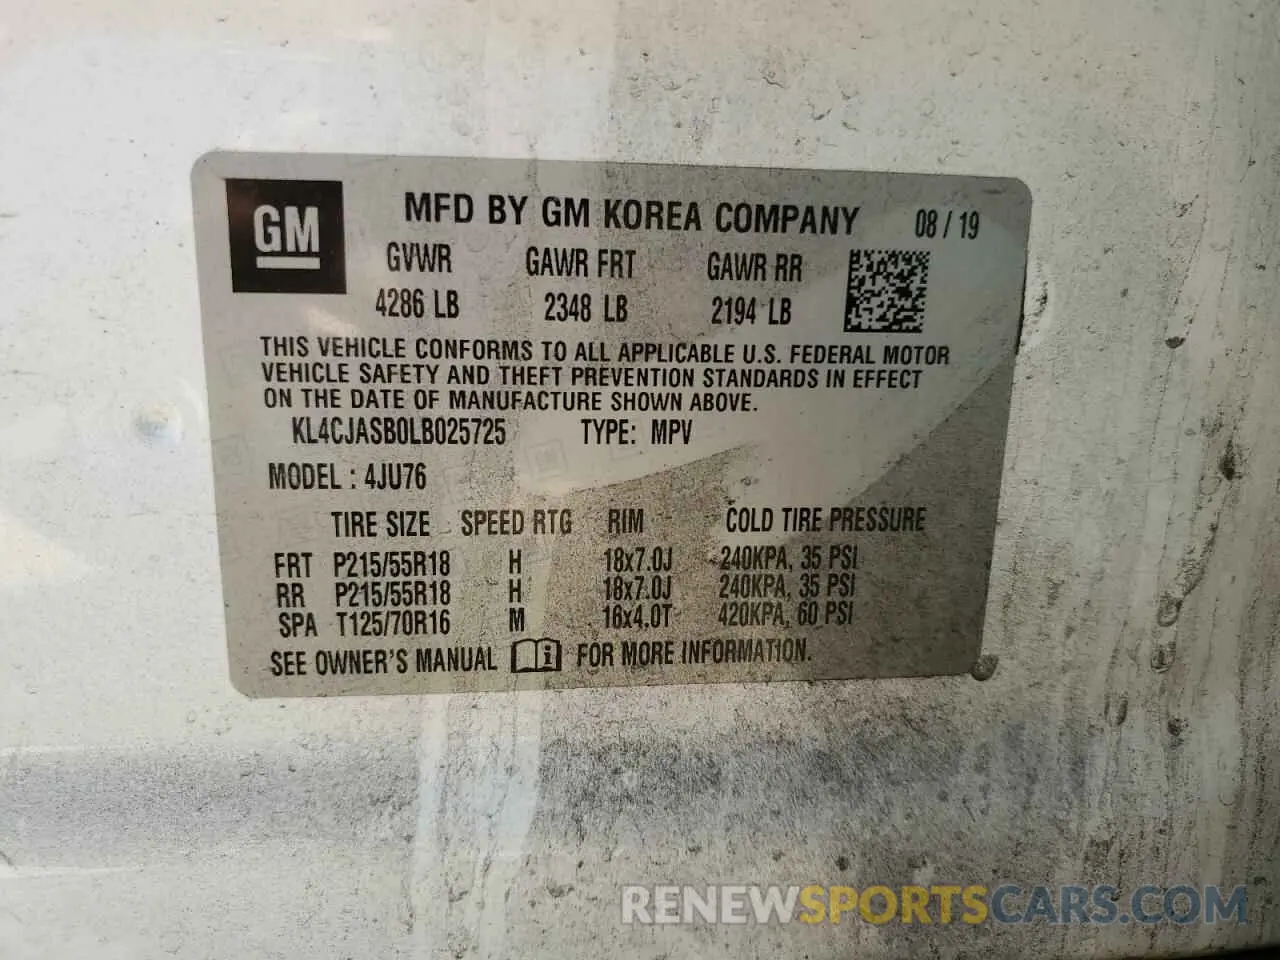 GM
MFD BY GM KOREA COMPANY 08 / 19
GVWR GAWR FRT GAWR RR
4286 LB 2348 LB 2194 LB
THIS VEHICLE CONFORMS TO ALL APPLICABLE U.S. FEDERAL MOTOR
VEHICLE SAFETY AND THEFT PREVENTION STANDARDS IN EFFECT
ON THE DATE OF MANUFACTURE SHOWN ABOVE.
KL4CJASB0LB025725 TYPE: MPV
MODEL : 4JU76
TIRE SIZE SPEED RTG RIM COLD TIRE PRESSURE
FRT P215/55R18 H 18x7.0J 240KPA, 35 PSI
RR P215/55R18 H 18x7.0J 240KPA, 35 PSI
SPA T125/70R16 M 16x4.0T 420KPA, 60 PSI
SEE OWNER'S MANUAL i FOR MORE INFORMATION.
RENEWSPORTSCARS.COM